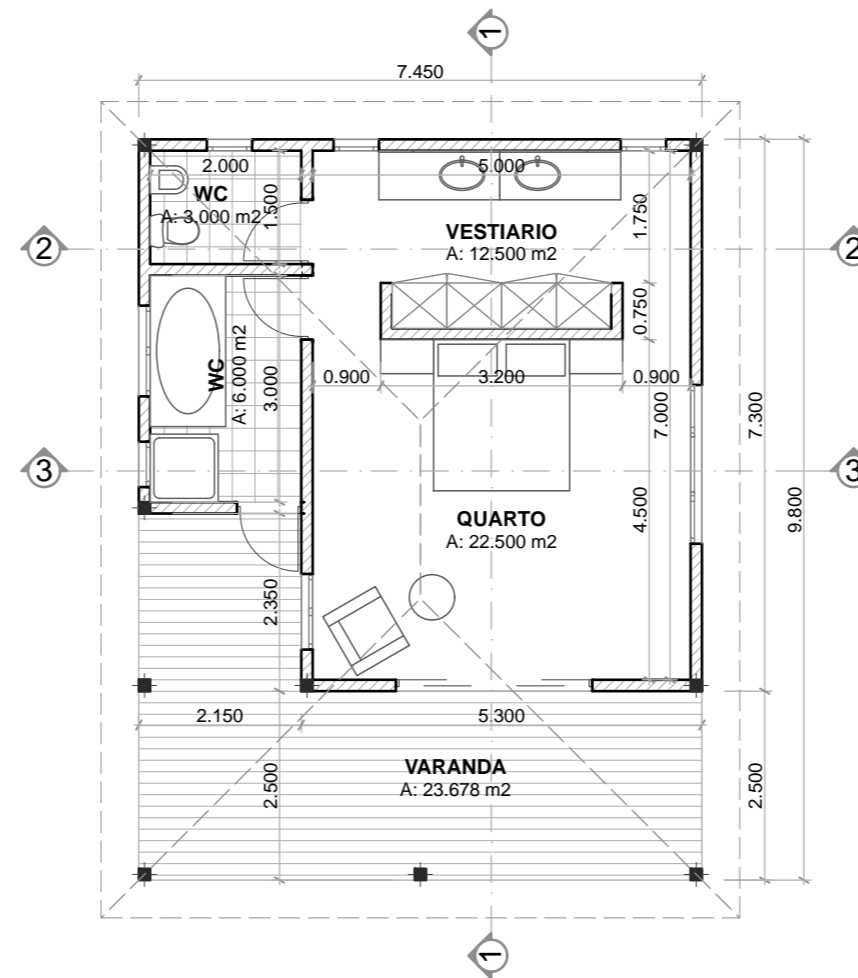 1
7.450
2.000
5.000
WC
A: 3.000 m2
1.500
1.750
VESTIARIO
A: 12.500 m2
2
2
0.750
WC
A: 6.000 m2
3.000
0.900
3.200
0.900
7.000
7.300
3
3
4.500
9.800
QUARTO
A: 22.500 m2
2.350
2.150
5.300
VARANDA
A: 23.678 m2
2.500
2.500
1